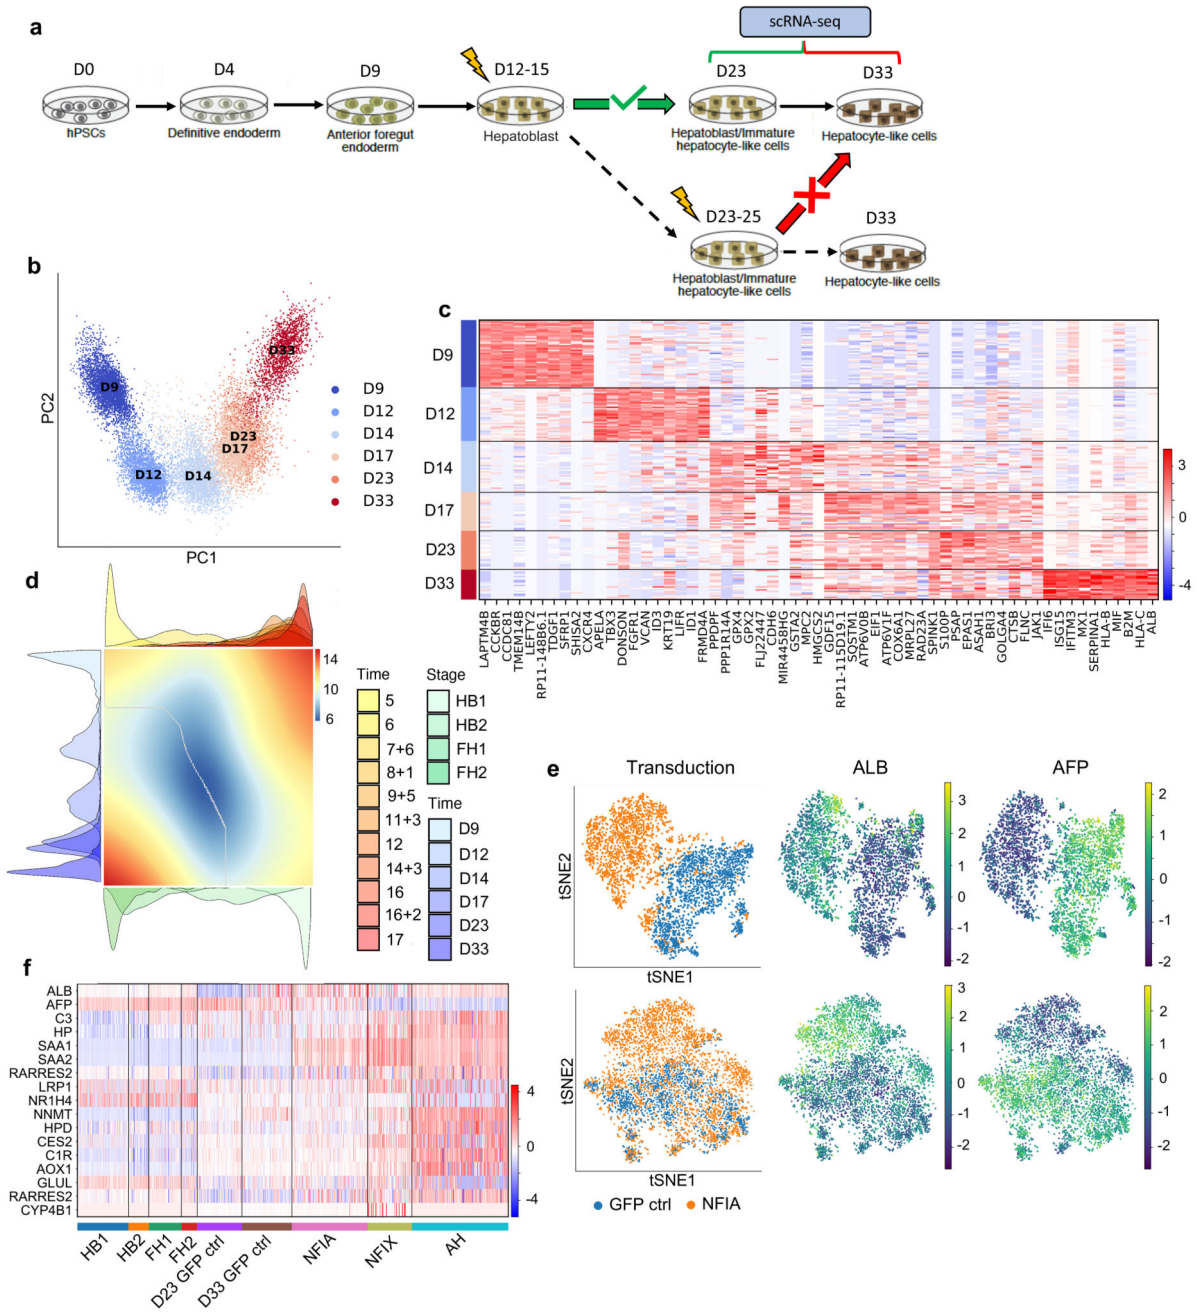 a
scRNA-seq
D0
D4
D9
D12-15
D23
D33
hPSCs
Definitive endoderm
Anterior foregut
endoderm
Hepatoblast
Hepatoblast/Immature
hepatocyte-like cells
Hepatocyte-like cells
D23-25
D33
Hepatoblast/Immature
hepatocyte-like cells
Hepatocyte-like cells
b
PC2
PC1
D9
D12
D14
D17
D23
D33
D9
D12
D14
D17
D23
D33
c
D9
D12
D14
D17
D23
D33
3
1
0
-1
-4
LAPTM4B
CCKBR
CCDC81
TMEM141
LEFTY2
RP11-148B6.1
TDGF1
SFRP1
SHISA2
CXCR4
APELA
TBX3
DONSON
FGFR1
VCAN
ID3
KRT19
LIFR
ID1
FRMD4A
PPDPF
PPP1R14A
GPX4
GPX2
FLJ22447
CDH6
MIR4458HG
GSTA2
MPC2
HMGCS2
GDF15
RP11-115D19.1
SQSTM1
ATP6V0B
EIF1
ATP6V1F
COX6A1
MRPL57
RAD23A
SPINK1
S100P
PSAP
EPHA1
ASAH1
BRI3
GOLGA4
CTSB
FLNC
JAK1
IFI6
ISG15
IFITM3
MX1
SERPINA1
HLA-B
MIF
B2M
HLA-C
ALB
d
14
10
6
Time
5
6
7+6
8+1
9+5
11+3
12
14+3
16
16+2
17
Stage
HB1
HB2
FH1
FH2
Time
D9
D12
D14
D17
D23
D33
e
Transduction
ALB
AFP
tSNE2
tSNE1
3
2
1
0
-1
-2
2
1
0
-1
-2
tSNE2
tSNE1
3
2
1
0
-1
-2
2
1
0
-1
-2
GFP ctrl
NFIA
f
ALB
AFP
C3
HP
SAA1
SAA2
RARRES2
LRP1
NR1H4
NNMT
HPD
CES2
C1R
AOX1
GLUL
RARRES2
CYP4B1
4
0
-4
HB1
HB2
FH1
FH2
D23 GFP ctrl
D33 GFP ctrl
NFIA
NFIX
AH